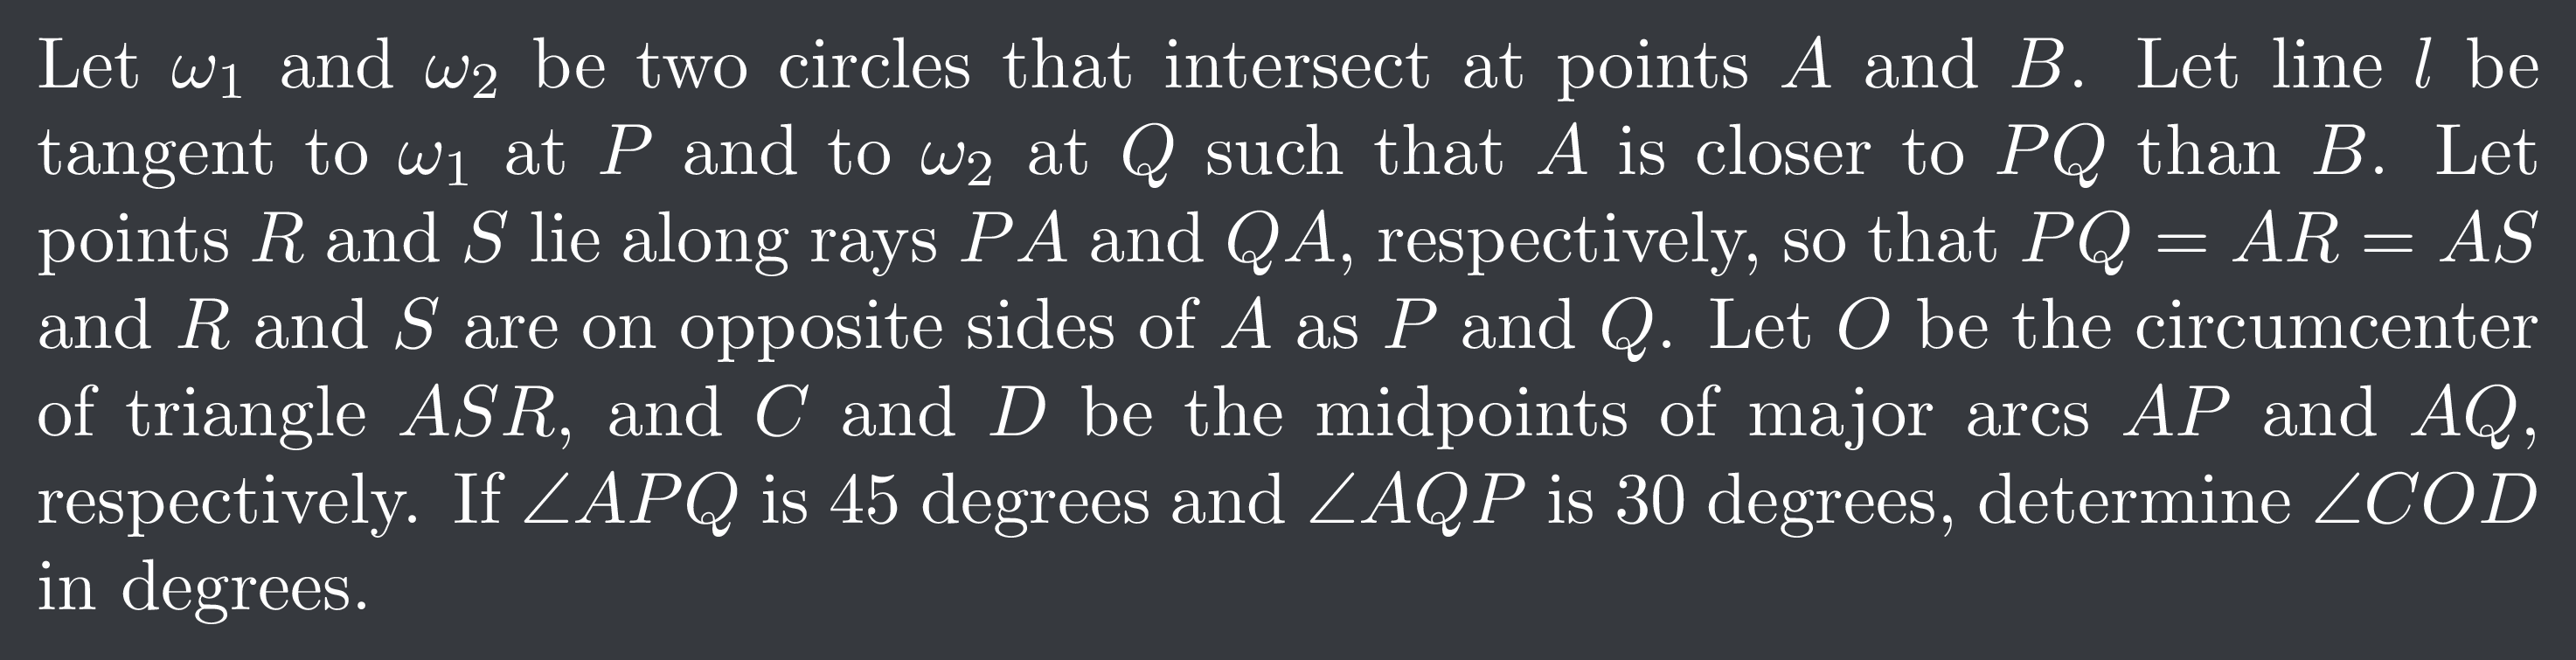 Let ω₁ and ω₂ be two circles that intersect at points A and B. Let line l be
tangent to ω₁ at P and to ω₂ at Q such that A is closer to PQ than B. Let
points R and S lie along rays PA and QA, respectively, so that PQ = AR = AS
and R and S are on opposite sides of A as P and Q. Let O be the circumcenter
of triangle ASR, and C and D be the midpoints of major arcs AP and AQ,
respectively. If ∠APQ is 45 degrees and ∠AQP is 30 degrees, determine ∠COD
in degrees.